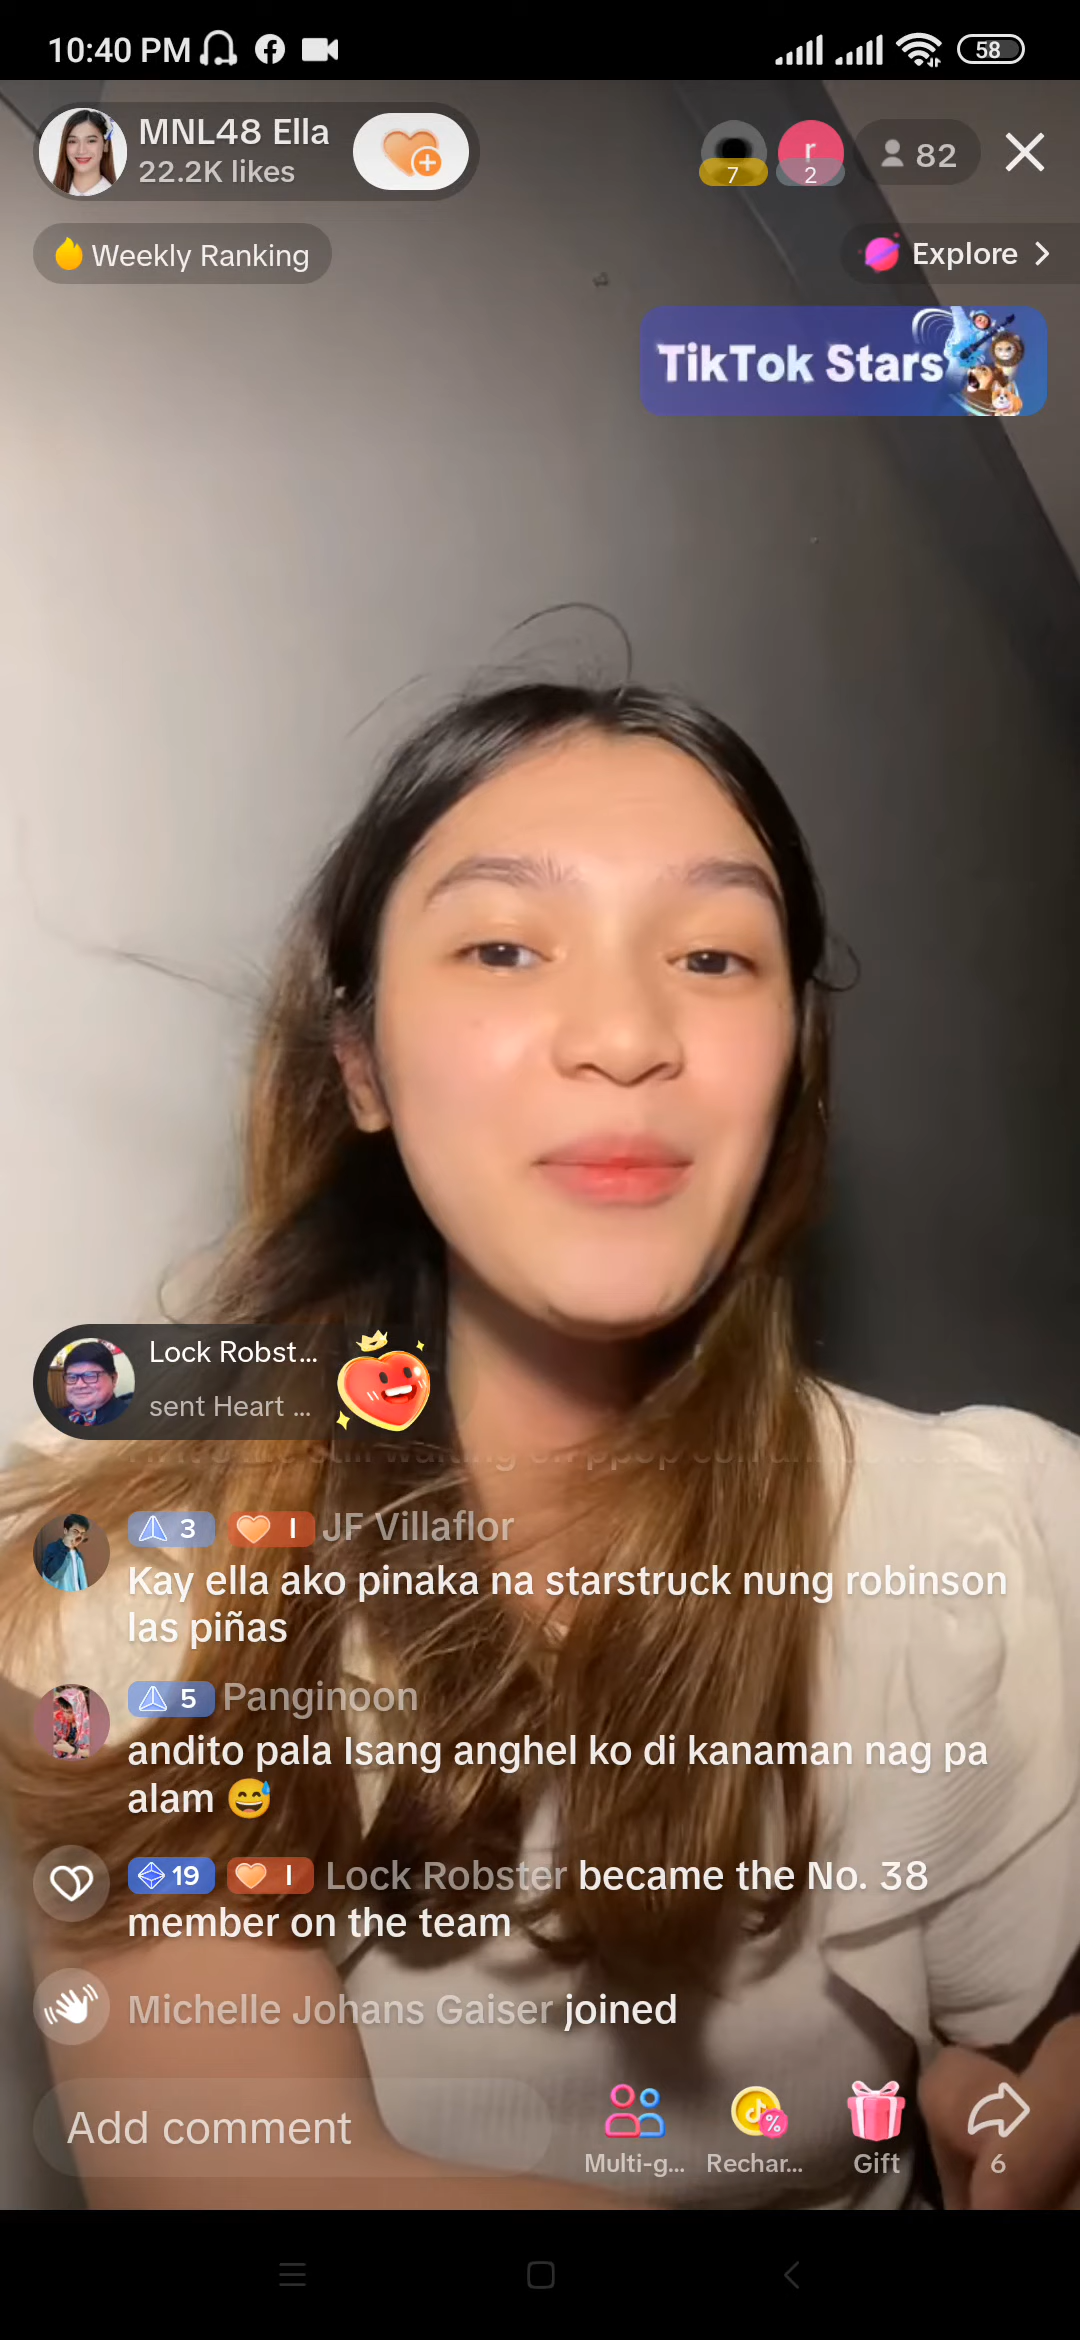 10:40 PM
58
MNL48 Ella
22.2K likes
7
r
2
82
Weekly Ranking
Explore
TikTok Stars
Lock Robst...
sent Heart ...
3 I JF Villaflor
Kay ella ako pinaka na starstruck nung robinson
las piñas
5 Panginoon
andito pala Isang anghel ko di kanaman nag pa
alam 😅
19 I Lock Robster became the No. 38
member on the team
Michelle Johans Gaiser joined
Add comment
Multi-g...
Rechar...
Gift
6